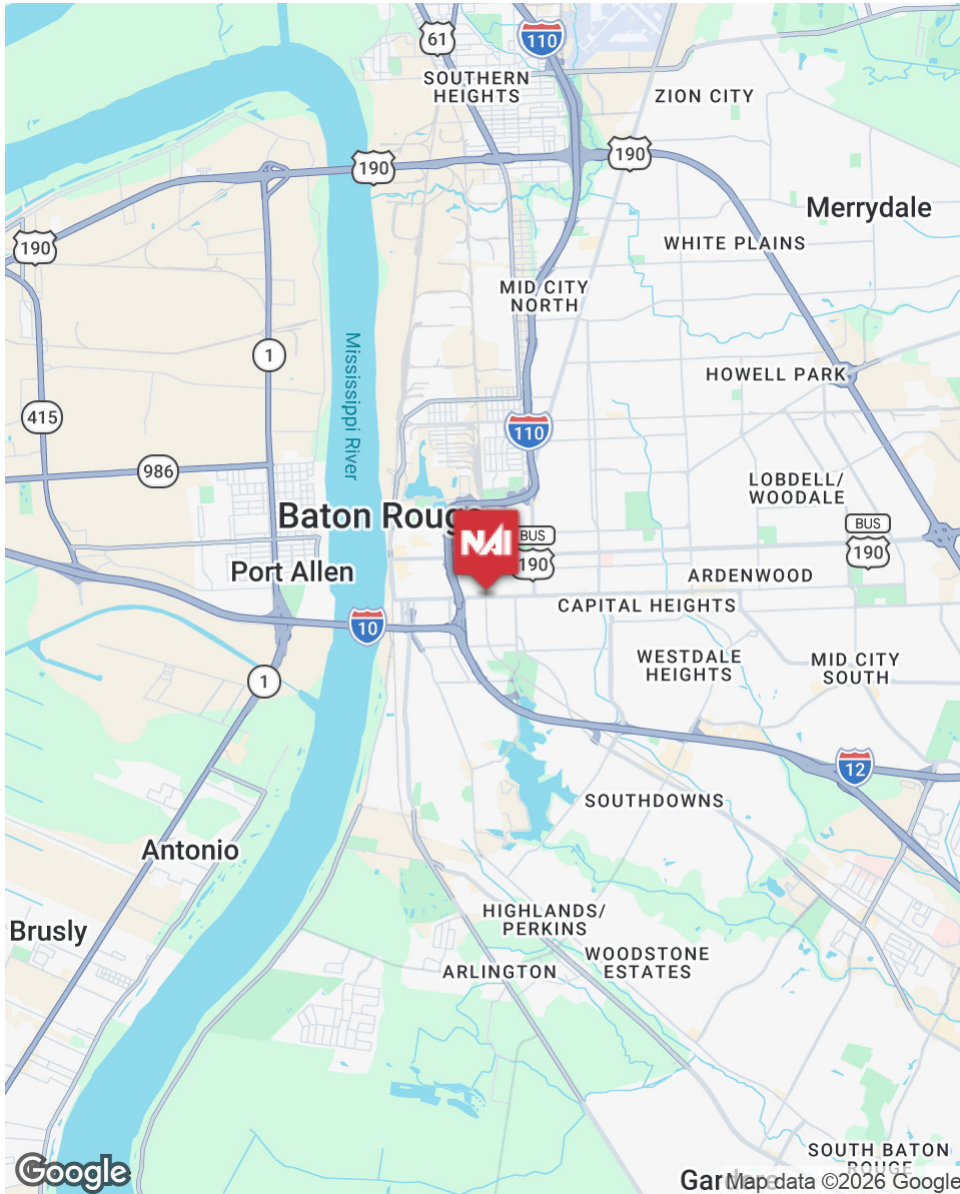 61
110
SOUTHERN
HEIGHTS
ZION CITY
190
190
190
Merrydale
WHITE PLAINS
MID CITY
NORTH
Mississippi River
1
HOWELL PARK
415
110
986
LOBDELL/
WOODALE
Baton Roug
NAI
BUS
190
BUS
190
Port Allen
ARDENWOOD
CAPITAL HEIGHTS
10
WESTDALE
HEIGHTS
MID CITY
SOUTH
1
12
SOUTHDOWNS
Antonio
HIGHLANDS/
PERKINS
Brusly
WOODSTONE
ESTATES
ARLINGTON
SOUTH BATON
ROUGE
Google
Gar
Map data ©2026 Google